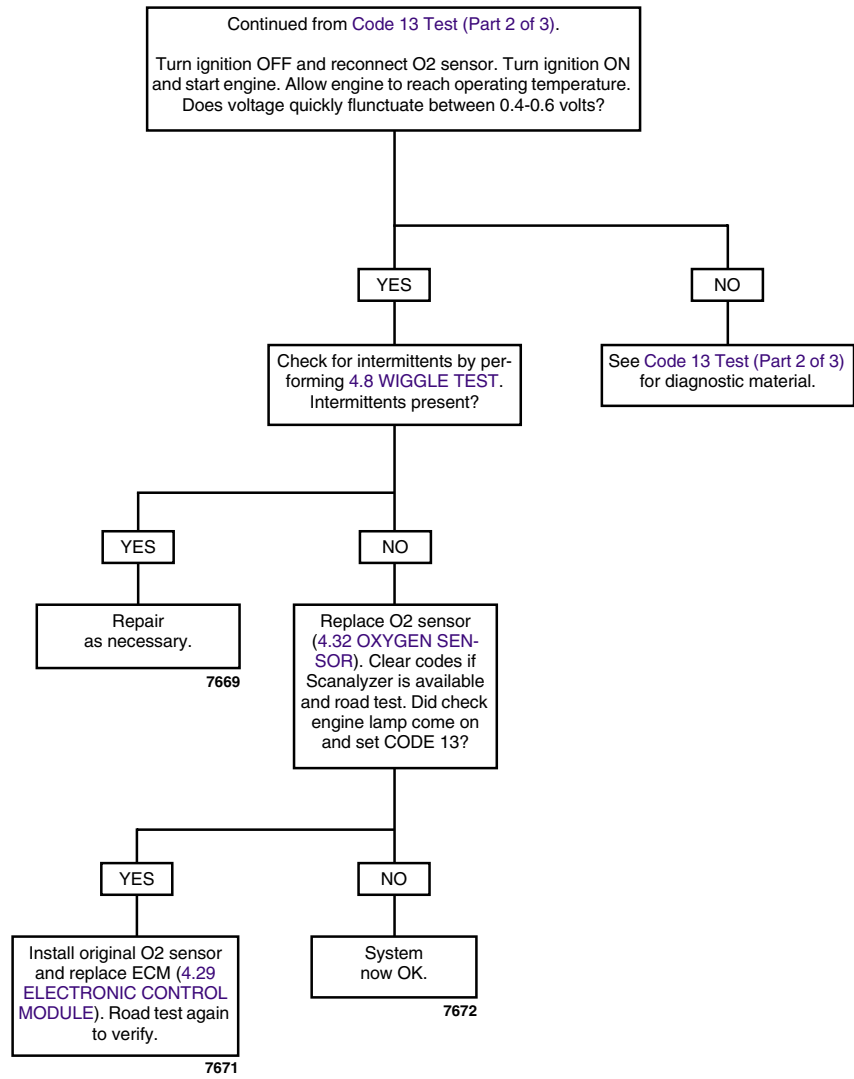 Continued from Code 13 Test (Part 2 of 3).
Turn ignition OFF and reconnect O2 sensor. Turn ignition ON
and start engine. Allow engine to reach operating temperature.
Does voltage quickly flunctuate between 0.4-0.6 volts?
YES
NO
Check for intermittents by per-
forming 4.8 WIGGLE TEST.
Intermittents present?
See Code 13 Test (Part 2 of 3)
for diagnostic material.
YES
NO
Repair
as necessary.
7669
Replace O2 sensor
(4.32 OXYGEN SEN-
SOR). Clear codes if
Scanalyzer is available
and road test. Did check
engine lamp come on
and set CODE 13?
YES
NO
Install original O2 sensor
and replace ECM (4.29
ELECTRONIC CONTROL
MODULE). Road test again
to verify.
7671
System
now OK.
7672